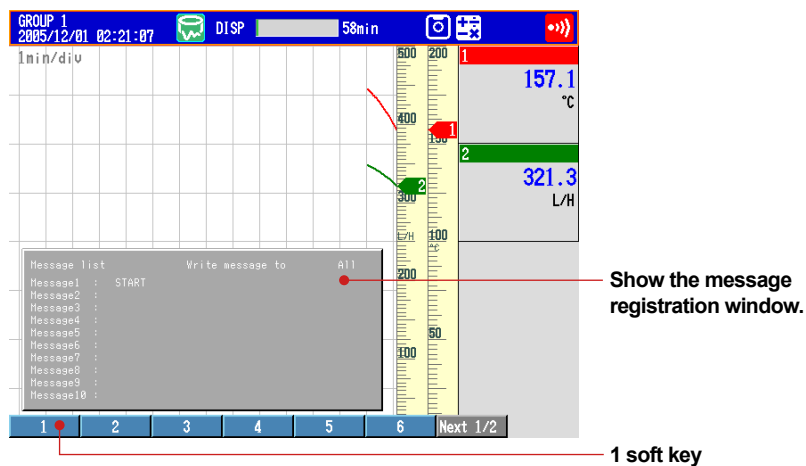 GROUP 1
2005/12/01 02:21:07
DISP
58min
1min/div
500 200
400
150
300
L/H 100
°C
200
50
100
1
157.1
°C
2
321.3
L/H
1
2
Message list Write message to All
Message1 : START
Message2 :
Message3 :
Message4 :
Message5 :
Message6 :
Message7 :
Message8 :
Message9 :
Message10 :
1 2 3 4 5 6 Next 1/2
Show the message
registration window.
1 soft key